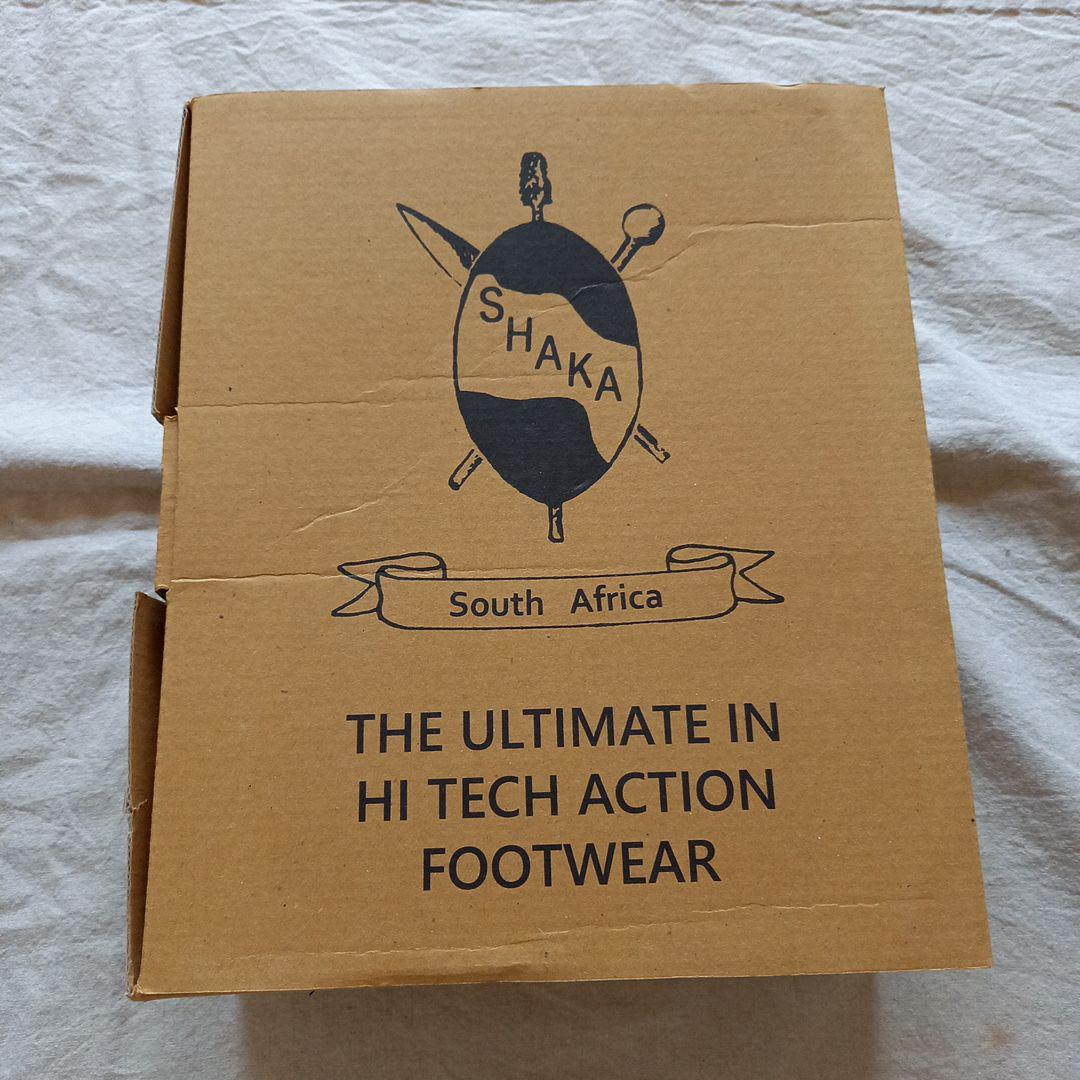 SHAKA
South Africa
THE ULTIMATE IN
HI TECH ACTION
FOOTWEAR